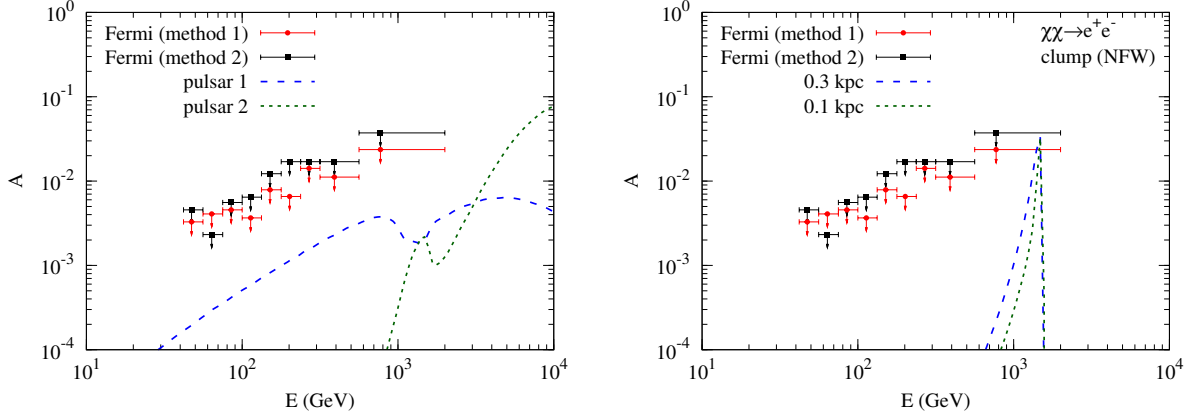 Fermi (method 1)
Fermi (method 2)
pulsar 1
pulsar 2
10^0
10^-1
10^-2
10^-3
10^-4
A
10^1
10^2
10^3
10^4
E (GeV)
Fermi (method 1)
Fermi (method 2)
0.3 kpc
0.1 kpc
χχ→e^+e^-
clump (NFW)
10^0
10^-1
10^-2
10^-3
10^-4
A
10^1
10^2
10^3
10^4
E (GeV)